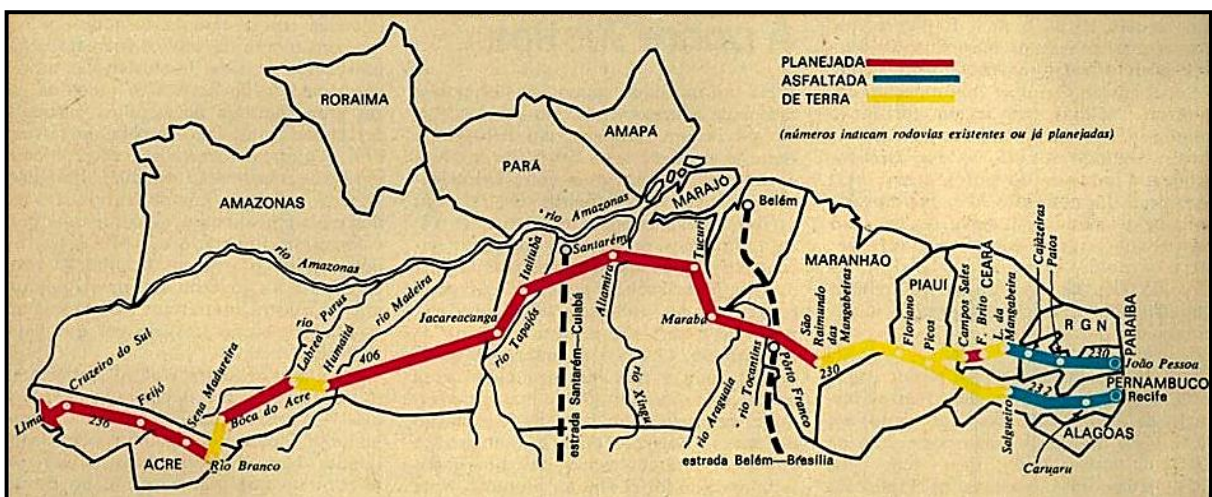 PLANEJADA
ASFALTADA
DE TERRA
(números indicam rodovias existentes ou já planejadas)
RORAIMA
AMAPÁ
PARÁ
MARAJÓ
AMAZONAS
rio Amazonas
Belém
rio Amazonas
Santarém
Itaituba
Altamira
Tucuri
MARANHÃO
PIAUI
CEARÁ
Cajàzeiras
Patos
R G N
PARAIBA
São
Raimundo
das
Mangabeiras
Floriano
Picos
Campos Sales
F. Brito
L. da
Mangabeira
230
João Pessoa
PERNAMBUCO
Recife
232
ALAGOAS
Salgueiro
Caruaru
230
Marabá
Jacareacanga
rio Tapajós
rio Madeira
rio Purus
Humaitá
Labirea
406
Cruzeiro do Sul
Lima
236
Feijó
Sena Madureira
Boca do Acre
ACRE
Rio Branco
estrada Santarém—Cuiabá
rio Xingu
rio Araguaia
rio Tocantins
Pôrto Franco
estrada Belém—Brasília